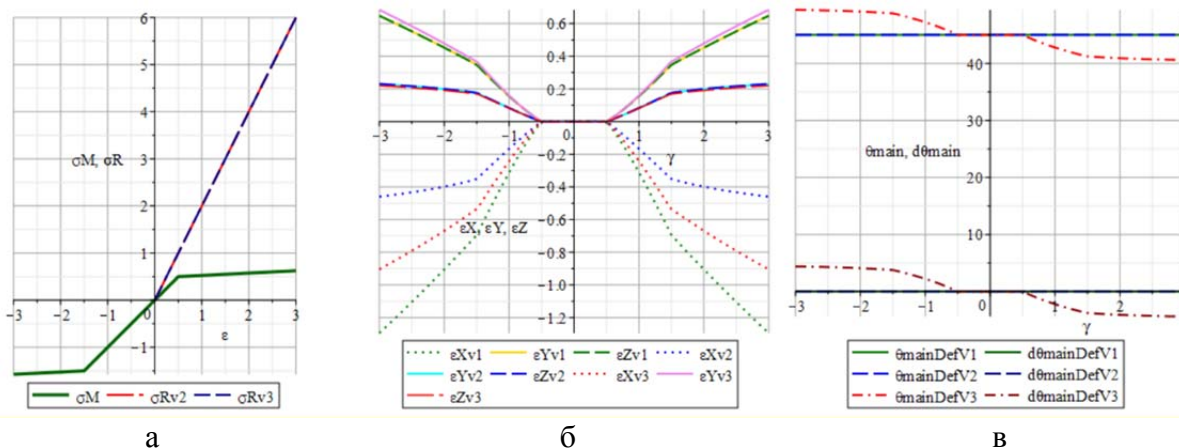 6
5
4
σM, σR 3
2
1
−3 −2 −1 0 1 2 3
ε
−1
σM σRv2 σRv3
а
0.6
0.4
0.2
−3 −2 −1 0 1 2 3
γ
−0.2
−0.4
−0.6
εX, εY, εZ
−0.8
−1.0
−1.2
εXv1 εYv1 εZv1 εXv2
εYv2 εZv2 εXv3 εYv3
εZv3
б
40
30
θmain, dθmain
20
10
−3 −2 −1 0 1 2
γ
θmainDefV1 dθmainDefV1
θmainDefV2 dθmainDefV2
θmainDefV3 dθmainDefV3
в